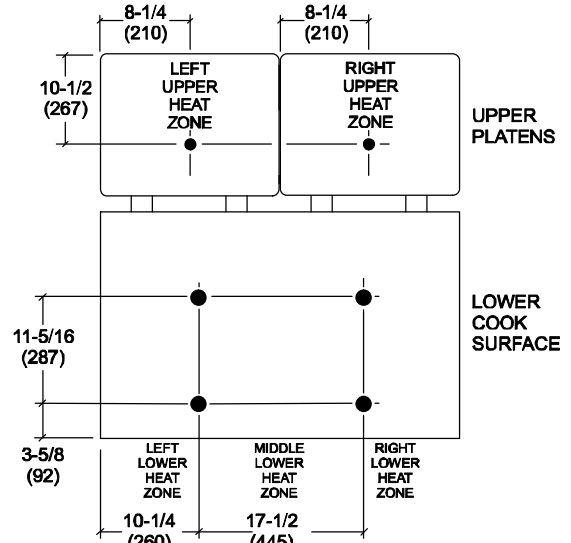 8-1/4
(210)
8-1/4
(210)
10-1/2
(267)
LEFT
UPPER
HEAT
ZONE
RIGHT
UPPER
HEAT
ZONE
UPPER
PLATENS
LOWER
COOK
SURFACE
11-5/16
(287)
3-5/8
(92)
LEFT
LOWER
HEAT
ZONE
MIDDLE
LOWER
HEAT
ZONE
RIGHT
LOWER
HEAT
ZONE
10-1/4
(260)
17-1/2
(445)